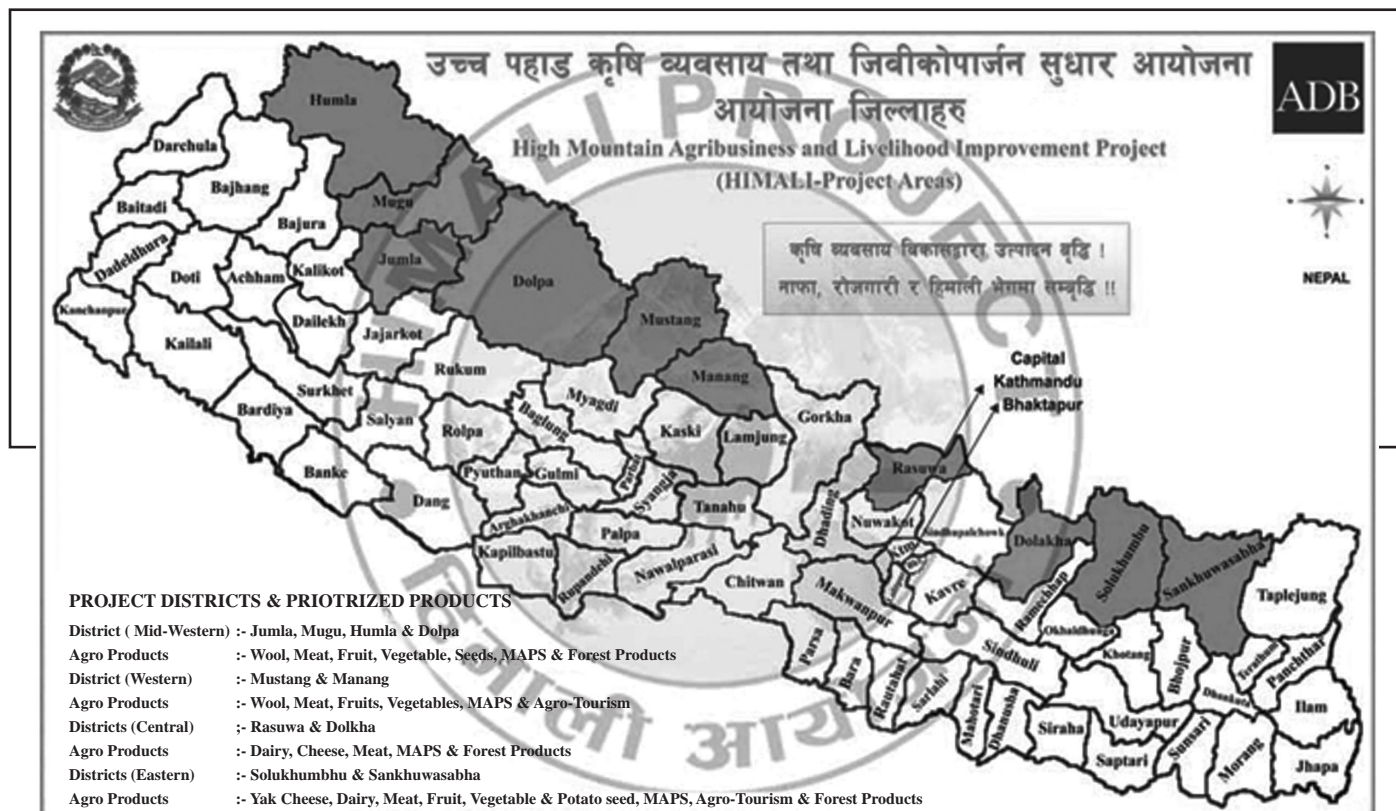 उच्च पहाड कृषि व्यवसाय तथा जिवीकोपार्जन सुधार आयोजना
आयोजना जिल्लाहरु
High Mountain Agribusiness and Livelihood Improvement Project
(HIMALI-Project Areas)
ADB
NEPAL
कृषि व्यवसाय विकासद्वारा उत्पादन बृद्धि !
नाफा, रोजगारी र हिमाली भेगमा सम्बृद्धि !!
HIMALI PROJECT
हिमाली आयोजना
Capital
Kathmandu
Bhaktapur
Humla
Darchula
Bajhang
Mugu
Baitadi
Bajura
Dadeldhura
Doti
Achham
Kalikot
Jumla
Dolpa
Kanchanpur
Dailekh
Jajarkot
Mustang
Kailali
Rukum
Manang
Surkhet
Myagdi
Bardiya
Salyan
Baglung
Gorkha
Rolpa
Kaski
Lamjung
Banke
Pyuthan
Gulmi
Parbat
Syangja
Rasuwa
Dang
Arghakhanchi
Tanahu
Dhading
Nuwakot
Sindhupalchowk
Dolakha
Solukhumbu
Sankhuwasabha
Kapilbastu
Palpa
Ktm
Rupandehi
Nawalparasi
Chitwan
Makwanpur
Kavre
Ramechhap
Taplejung
Okhaldhunga
Khotang
Bhojpur
Terathum
Panchthar
Parsa
Bara
Rautahat
Sarlahi
Sindhuli
Mahotari
Dhanusha
Siraha
Udayapur
Dhankuta
Ilam
Saptari
Sunsari
Morang
Jhapa
PROJECT DISTRICTS & PRIOTRIZED PRODUCTS
District ( Mid-Western) :- Jumla, Mugu, Humla & Dolpa
Agro Products :- Wool, Meat, Fruit, Vegetable, Seeds, MAPS & Forest Products
District (Western) :- Mustang & Manang
Agro Products :- Wool, Meat, Fruits, Vegetables, MAPS & Agro-Tourism
Districts (Central) ;- Rasuwa & Dolkha
Agro Products :- Dairy, Cheese, Meat, MAPS & Forest Products
Districts (Eastern) :- Solukhumbhu & Sankhuwasabha
Agro Products :- Yak Cheese, Dairy, Meat, Fruit, Vegetable & Potato seed, MAPS, Agro-Tourism & Forest Products